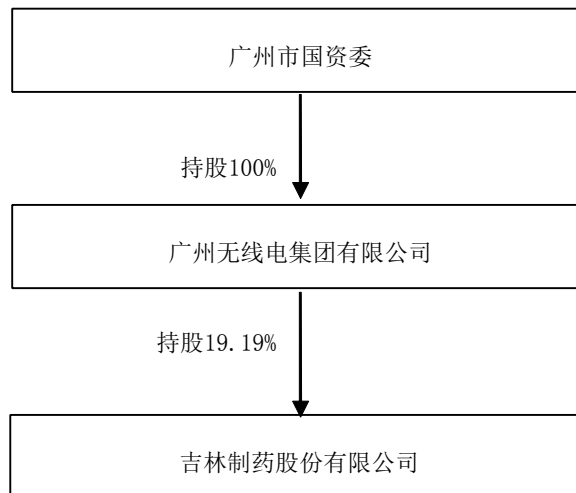 广州市国资委
持股100%
广州无线电集团有限公司
持股19.19%
吉林制药股份有限公司